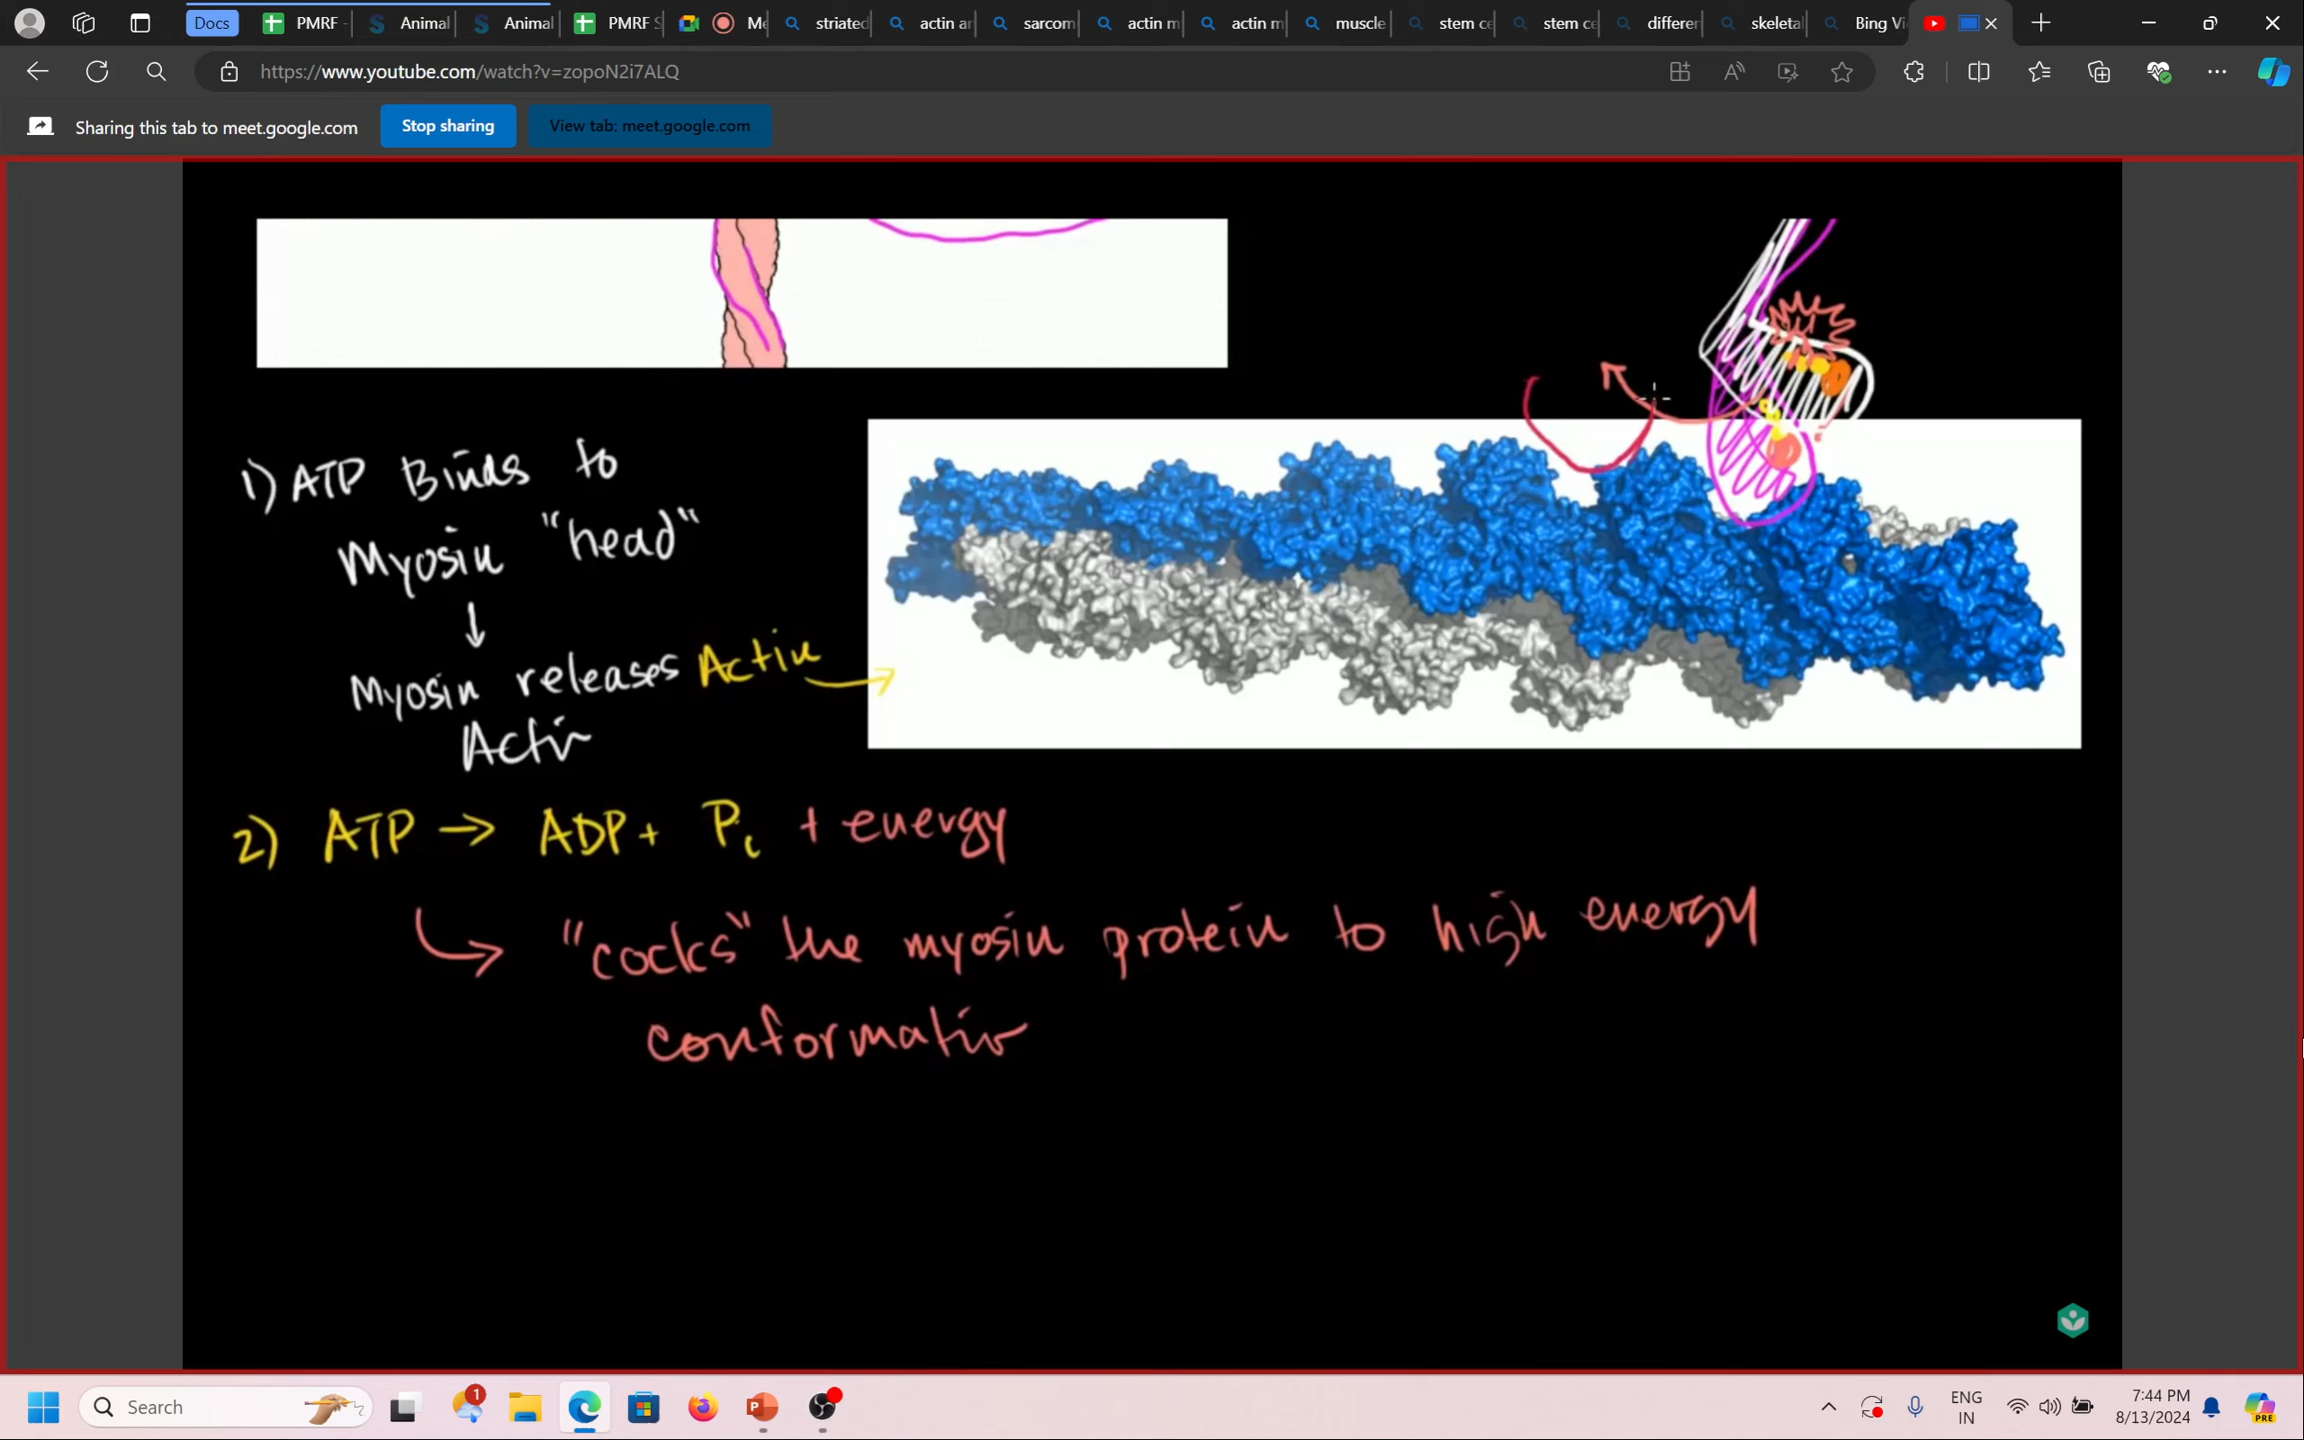 Docs PMRF - Animal Animal PMRF S Me striated actin ar sarcom actin m actin m muscle stem ce stem ce differer skeletal Bing Vi
https://www.youtube.com/watch?v=zopoN2i7ALQ
Sharing this tab to meet.google.com Stop sharing View tab: meet.google.com
1) ATP Binds to
Myosin "head"
↓
Myosin releases Actin
Actin
2) ATP → ADP + Pi + energy
"cocks" the myosin protein to high energy
conformation
Search
1
ENG
IN
7:44 PM
8/13/2024
PRE